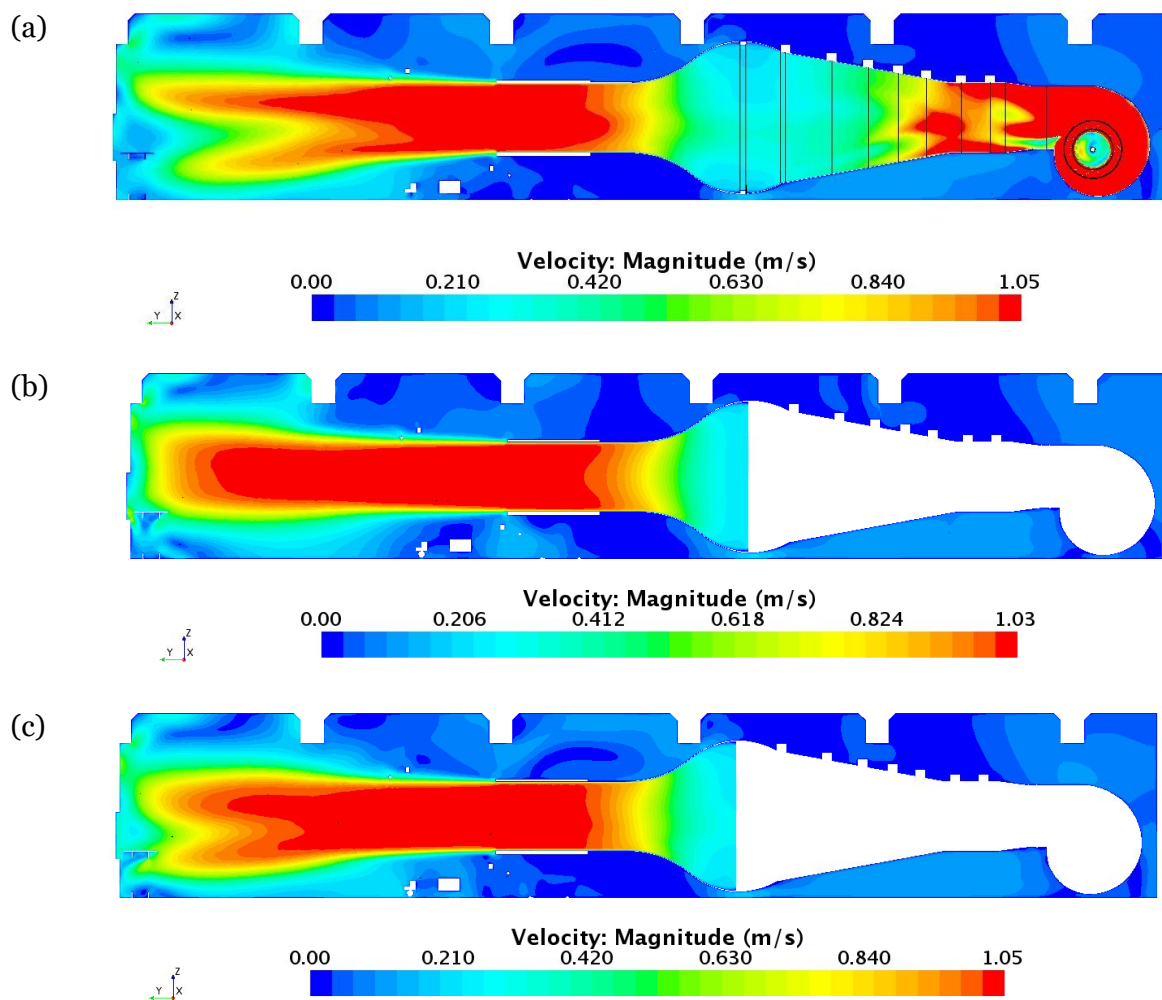 (a)
Velocity: Magnitude (m/s)
0.00 0.210 0.420 0.630 0.840 1.05
Z
Y X
(b)
Velocity: Magnitude (m/s)
0.00 0.206 0.412 0.618 0.824 1.03
Z
Y X
(c)
Velocity: Magnitude (m/s)
0.00 0.210 0.420 0.630 0.840 1.05
Z
Y X